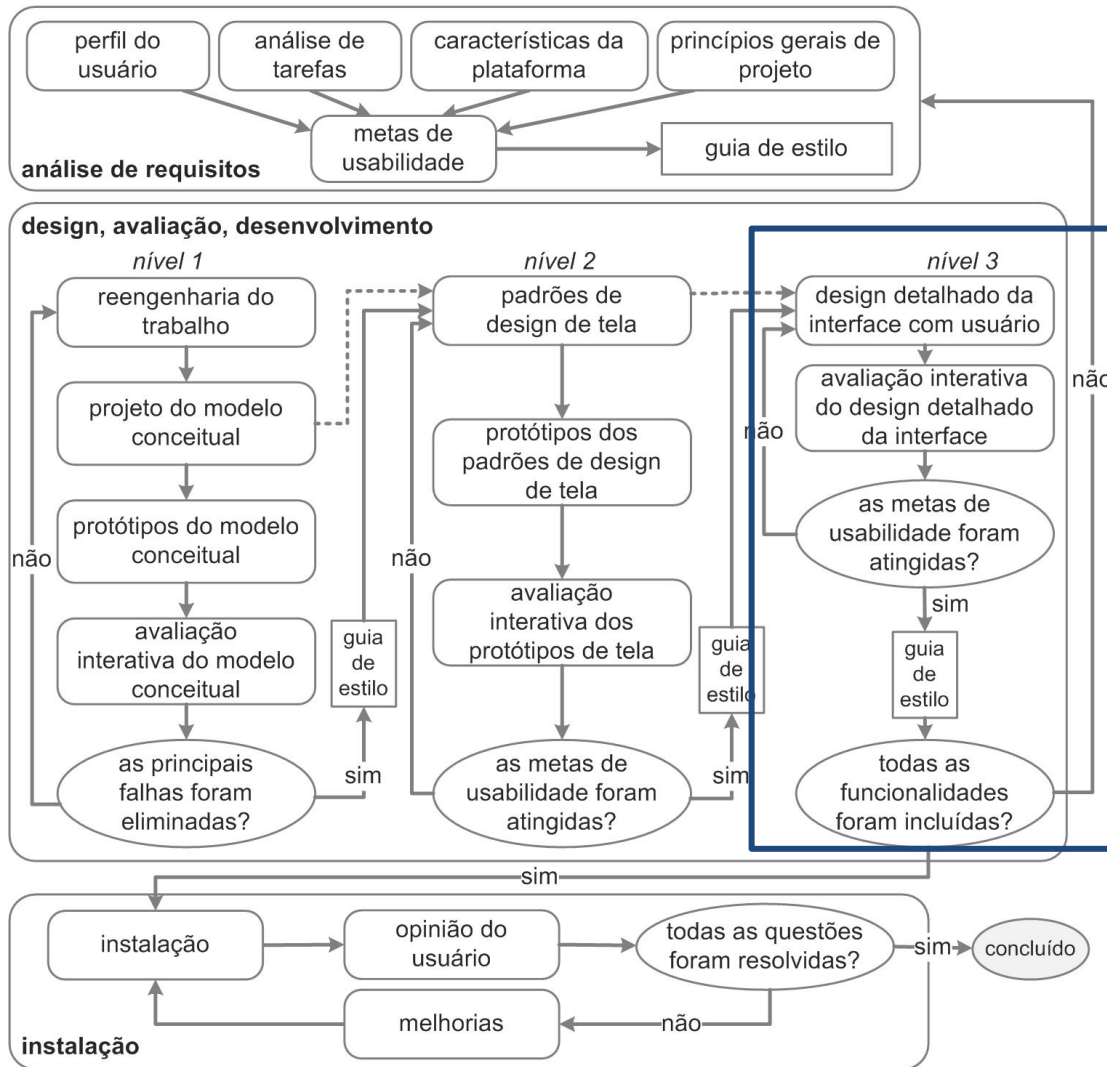 perfil do
usuário
análise de
tarefas
características da
plataforma
princípios gerais de
projeto
metas de
usabilidade
guia de estilo
análise de requisitos
design, avaliação, desenvolvimento
nível 1
reengenharia do
trabalho
projeto do modelo
conceitual
protótipos do modelo
conceitual
avaliação
interativa do modelo
conceitual
as principais
falhas foram
eliminadas?
não
sim
guia
de
estilo
nível 2
padrões de
design de tela
protótipos dos
padrões de design
de tela
avaliação
interativa dos
protótipos de tela
as metas de
usabilidade foram
atingidas?
não
sim
guia
de
estilo
nível 3
design detalhado da
interface com usuário
avaliação interativa
do design detalhado
da interface
as metas de
usabilidade foram
atingidas?
não
sim
guia
de
estilo
todas as
funcionalidades
foram incluídas?
não
sim
instalação
opinião do
usuário
todas as questões
foram resolvidas?
sim
concluído
não
melhorias
instalação